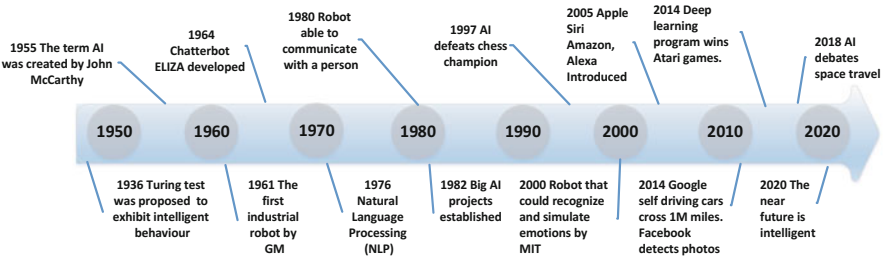 1955 The term AI
was created by John
McCarthy
1964
Chatterbot
ELIZA developed
1980 Robot
able to
communicate
with a person
1997 AI
defeats chess
champion
2005 Apple
Siri
Amazon,
Alexa
Introduced
2014 Deep
learning
program wins
Atari games.
2018 AI
debates
space travel
1950
1960
1970
1980
1990
2000
2010
2020
1936 Turing test
was proposed to
exhibit intelligent
behaviour
1961 The
first
industrial
robot by
GM
1976
Natural
Language
Processing
(NLP)
1982 Big AI
projects
established
2000 Robot that
could recognize
and simulate
emotions by
MIT
2014 Google
self driving cars
cross 1M miles.
Facebook
detects photos
2020 The
near
future is
intelligent